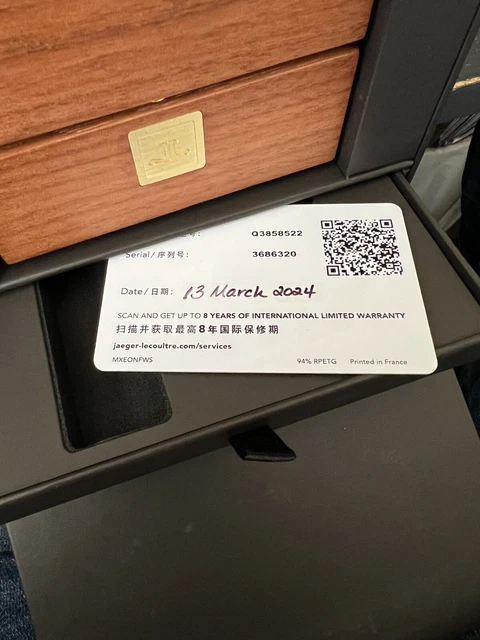 号: Q3858522
Serial/序列号: 3686320
Date/日期: 13 March 2024
SCAN AND GET UP TO 8 YEARS OF INTERNATIONAL LIMITED WARRANTY
扫描并获取最高8年国际保修期
jaeger-lecoultre.com/services
MXEONFWS 94% RPETG Printed in France